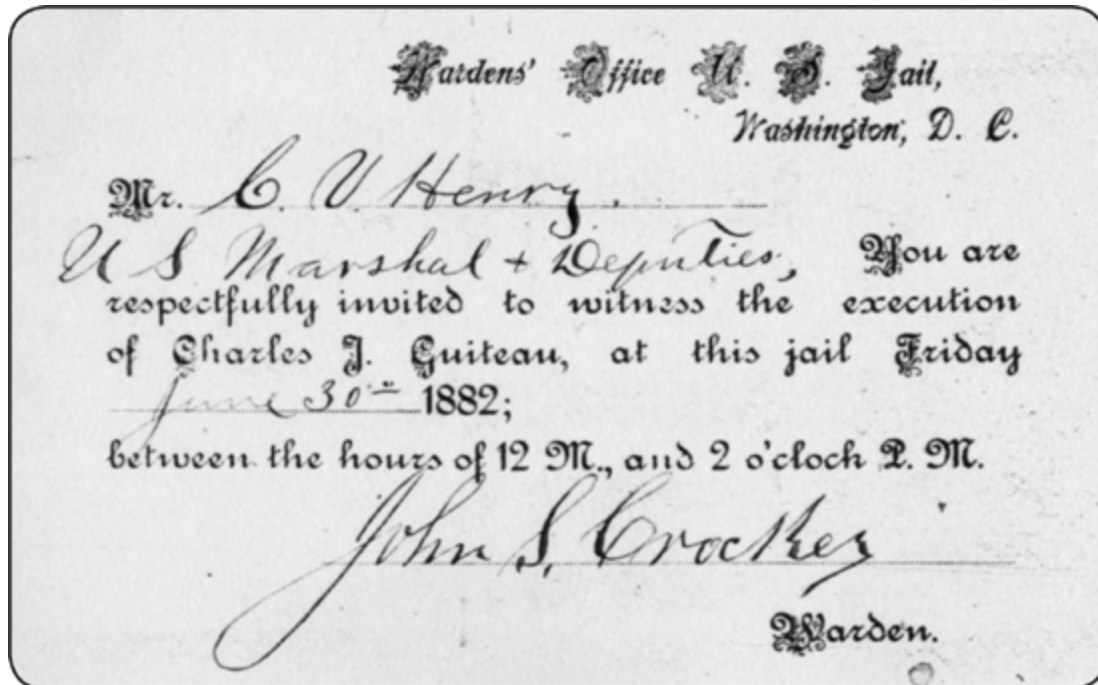 Wardens' Office U. S. Jail,
Washington, D. C.
Mr. C. V. Henry.
U S Marshal + Deputies, You are
respectfully invited to witness the execution
of Charles J. Guiteau, at this jail Friday
June 30th 1882;
between the hours of 12 M., and 2 o'clock P. M.
John S. Crocker
Warden.